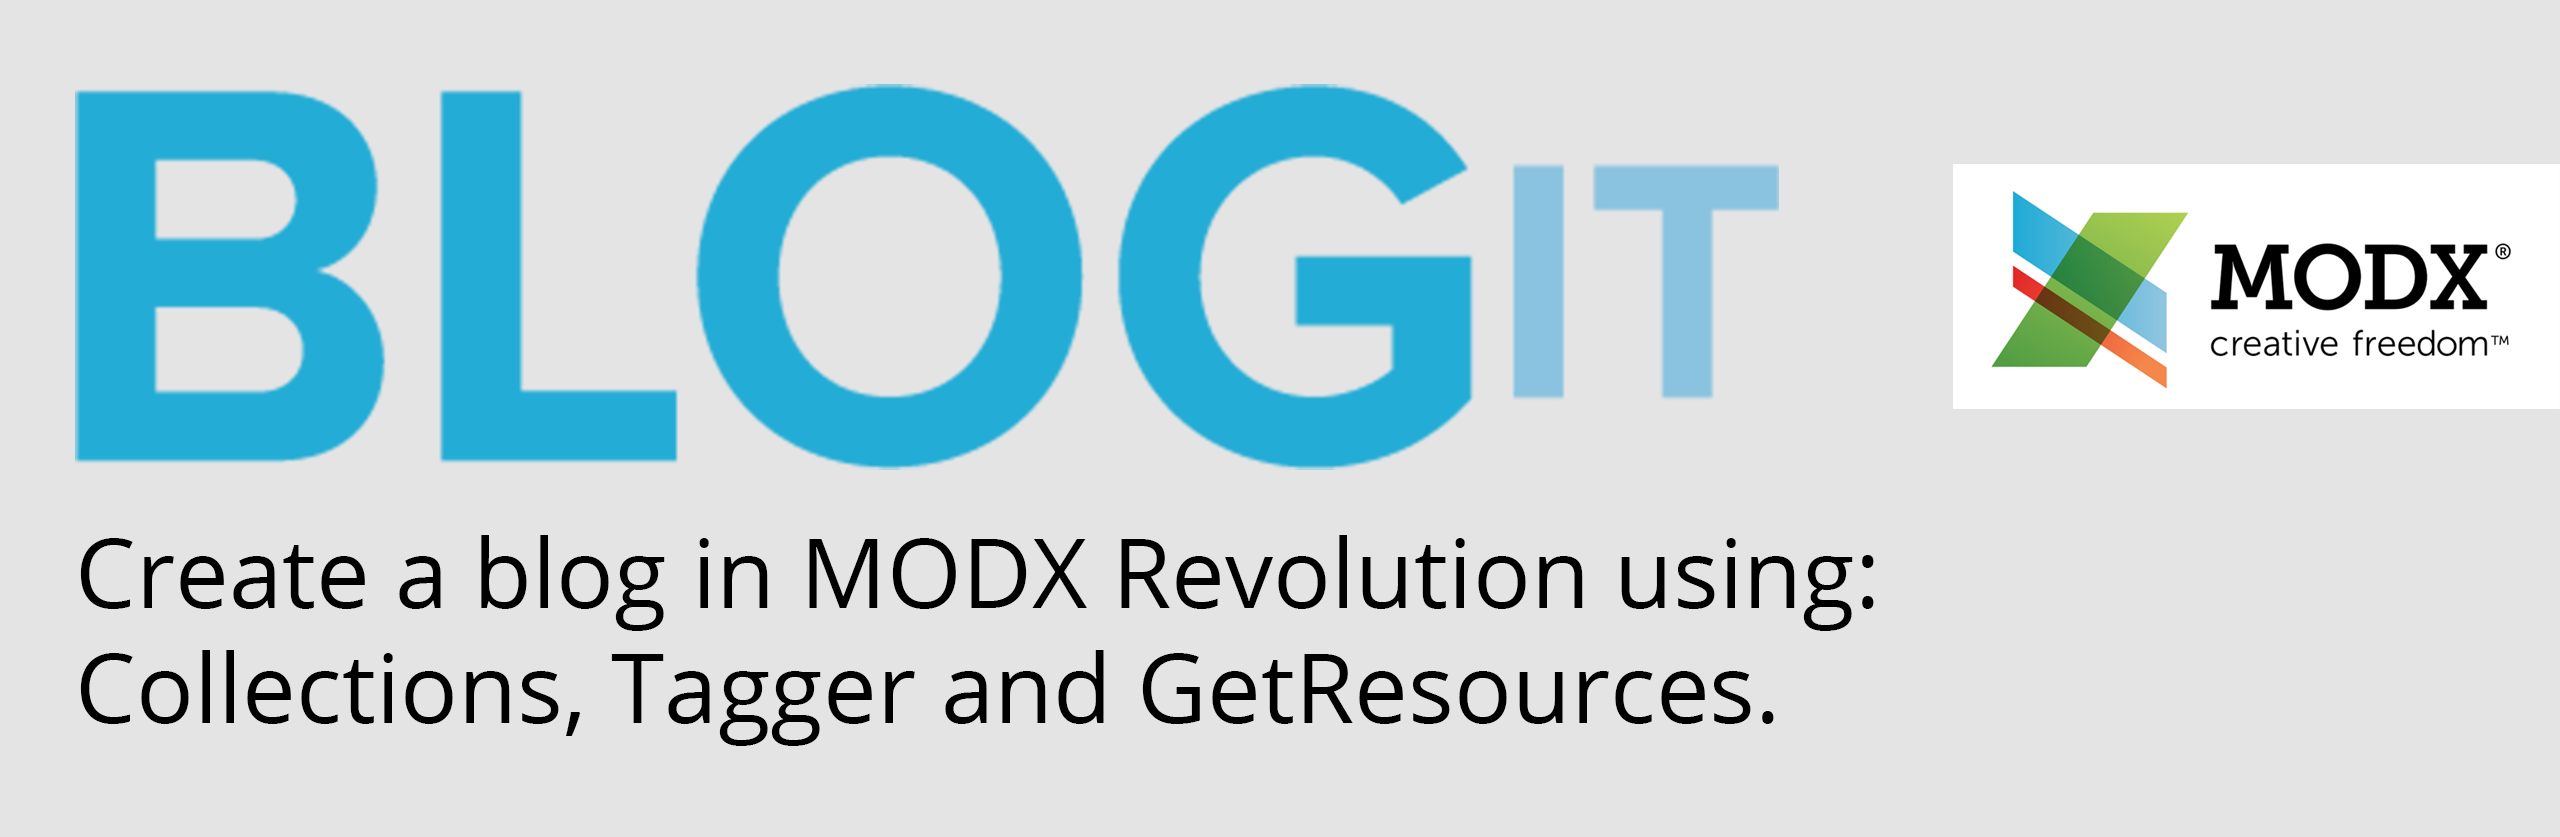 BLOGIT
MODX®
creative freedom™
Create a blog in MODX Revolution using:
Collections, Tagger and GetResources.